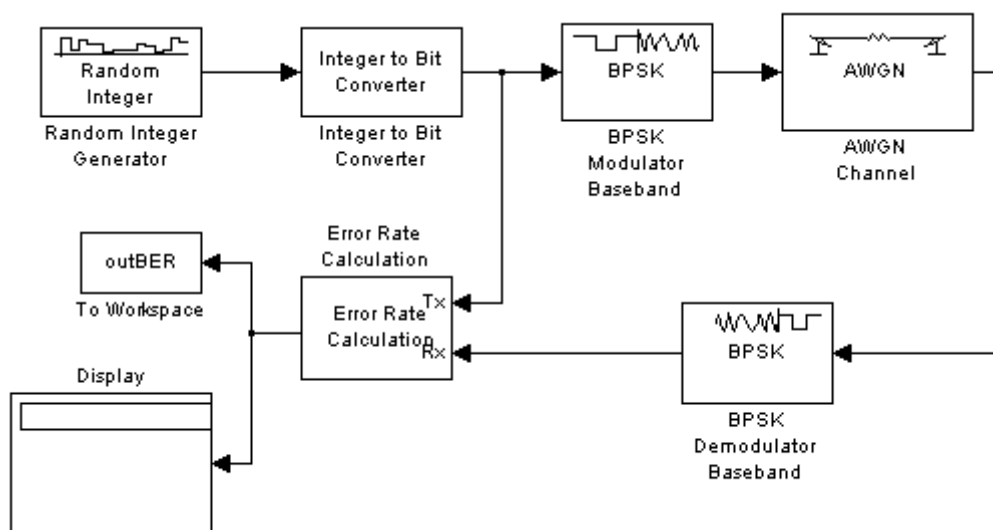 Random
Integer
Random Integer
Generator
Integer to Bit
Converter
Integer to Bit
Converter
BPSK
BPSK
Modulator
Baseband
AWGN
AWGN
Channel
outBER
To Workspace
Error Rate
Calculation
Error Rate
Calculation
Tx
Rx
BPSK
BPSK
Demodulator
Baseband
Display